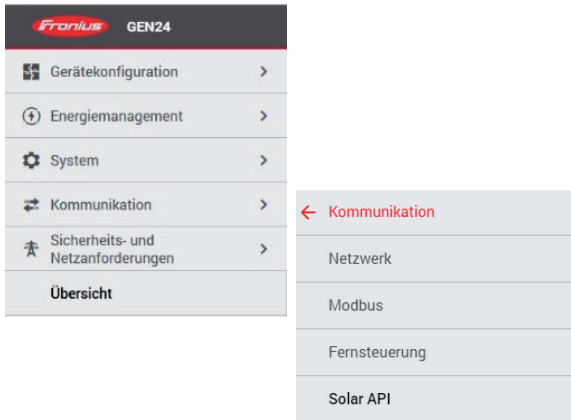 Fronius GEN24
Gerätekonfiguration
Energiemanagement
System
Kommunikation
Sicherheits- und
Netzanforderungen
Übersicht
Kommunikation
Netzwerk
Modbus
Fernsteuerung
Solar API